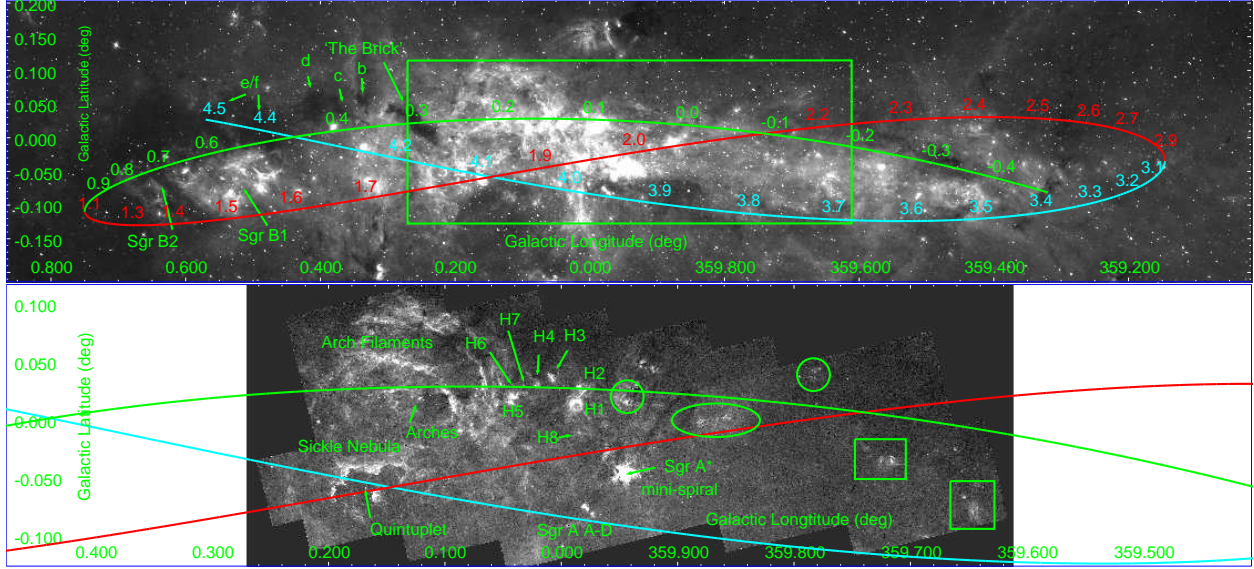 0.200
0.150
0.100
0.050
0.000
-0.050
-0.100
-0.150
Galactic Latitude (deg)
'The Brick'
d
c
b
e/f
4.5
4.4
4.2
4.1
4.0
3.9
3.8
3.7
3.6
3.5
3.4
3.3
3.2
3.1
0.9
0.8
0.7
0.6
0.4
0.3
0.2
0.1
0.0
-0.1
-0.2
-0.3
-0.4
1.1
1.3
1.4
1.5
1.6
1.7
1.9
2.0
2.2
2.3
2.4
2.5
2.6
2.7
2.9
Sgr B2
Sgr B1
Galactic Longitude (deg)
0.800 0.600 0.400 0.200 0.000 359.800 359.600 359.400 359.200
0.100
0.050
0.000
-0.050
-0.100
Galactic Latitude (deg)
Arch Filaments
H7
H6
H4
H3
H2
H5
H1
H8
Arches
Sickle Nebula
Sgr A*
mini-spiral
Quintuplet
Sgr A A-D
Galactic Longtitude (deg)
0.400 0.300 0.200 0.100 0.000 359.900 359.800 359.700 359.600 359.500